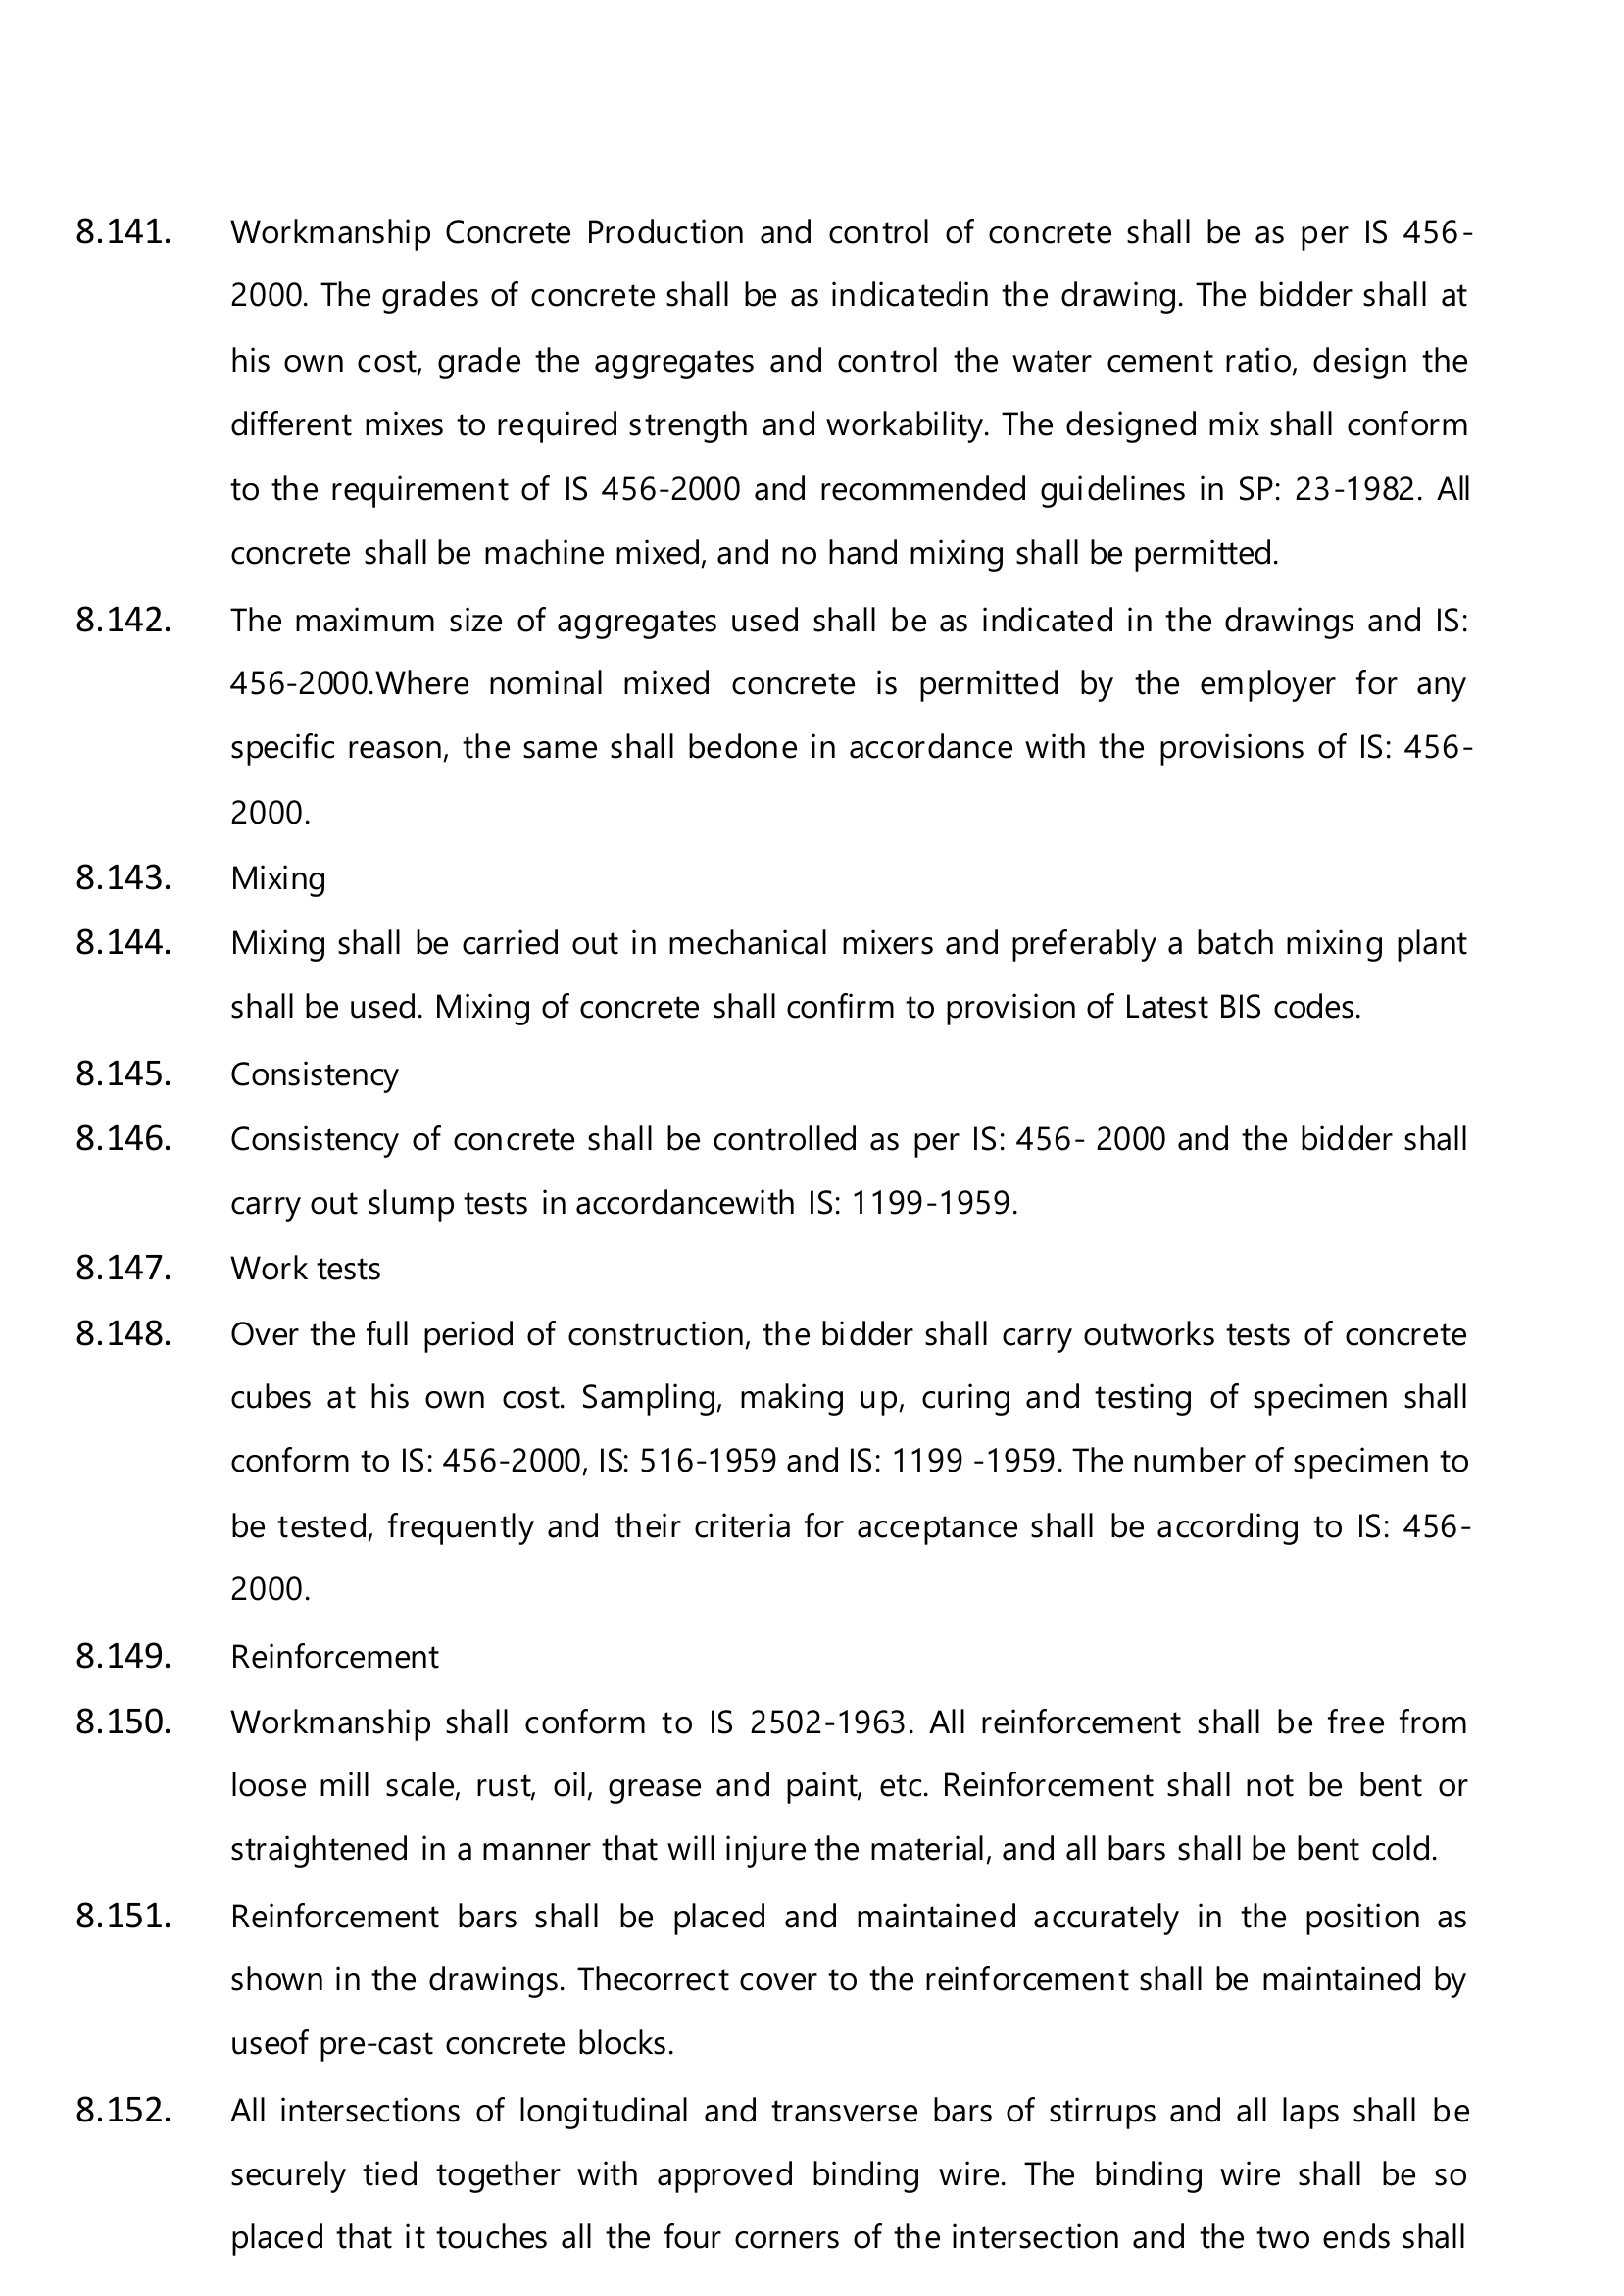 8.141. Workmanship Concrete Production and control of concrete shall be as per IS 456-
2000. The grades of concrete shall be as indicatedin the drawing. The bidder shall at
his own cost, grade the aggregates and control the water cement ratio, design the
different mixes to required strength and workability. The designed mix shall conform
to the requirement of IS 456-2000 and recommended guidelines in SP: 23-1982. All
concrete shall be machine mixed, and no hand mixing shall be permitted.
8.142. The maximum size of aggregates used shall be as indicated in the drawings and IS:
456-2000.Where nominal mixed concrete is permitted by the employer for any
specific reason, the same shall bedone in accordance with the provisions of IS: 456-
2000.
8.143. Mixing
8.144. Mixing shall be carried out in mechanical mixers and preferably a batch mixing plant
shall be used. Mixing of concrete shall confirm to provision of Latest BIS codes.
8.145. Consistency
8.146. Consistency of concrete shall be controlled as per IS: 456- 2000 and the bidder shall
carry out slump tests in accordancewith IS: 1199-1959.
8.147. Work tests
8.148. Over the full period of construction, the bidder shall carry outworks tests of concrete
cubes at his own cost. Sampling, making up, curing and testing of specimen shall
conform to IS: 456-2000, IS: 516-1959 and IS: 1199 -1959. The number of specimen to
be tested, frequently and their criteria for acceptance shall be according to IS: 456-
2000.
8.149. Reinforcement
8.150. Workmanship shall conform to IS 2502-1963. All reinforcement shall be free from
loose mill scale, rust, oil, grease and paint, etc. Reinforcement shall not be bent or
straightened in a manner that will injure the material, and all bars shall be bent cold.
8.151. Reinforcement bars shall be placed and maintained accurately in the position as
shown in the drawings. Thecorrect cover to the reinforcement shall be maintained by
useof pre-cast concrete blocks.
8.152. All intersections of longitudinal and transverse bars of stirrups and all laps shall be
securely tied together with approved binding wire. The binding wire shall be so
placed that it touches all the four corners of the intersection and the two ends shall